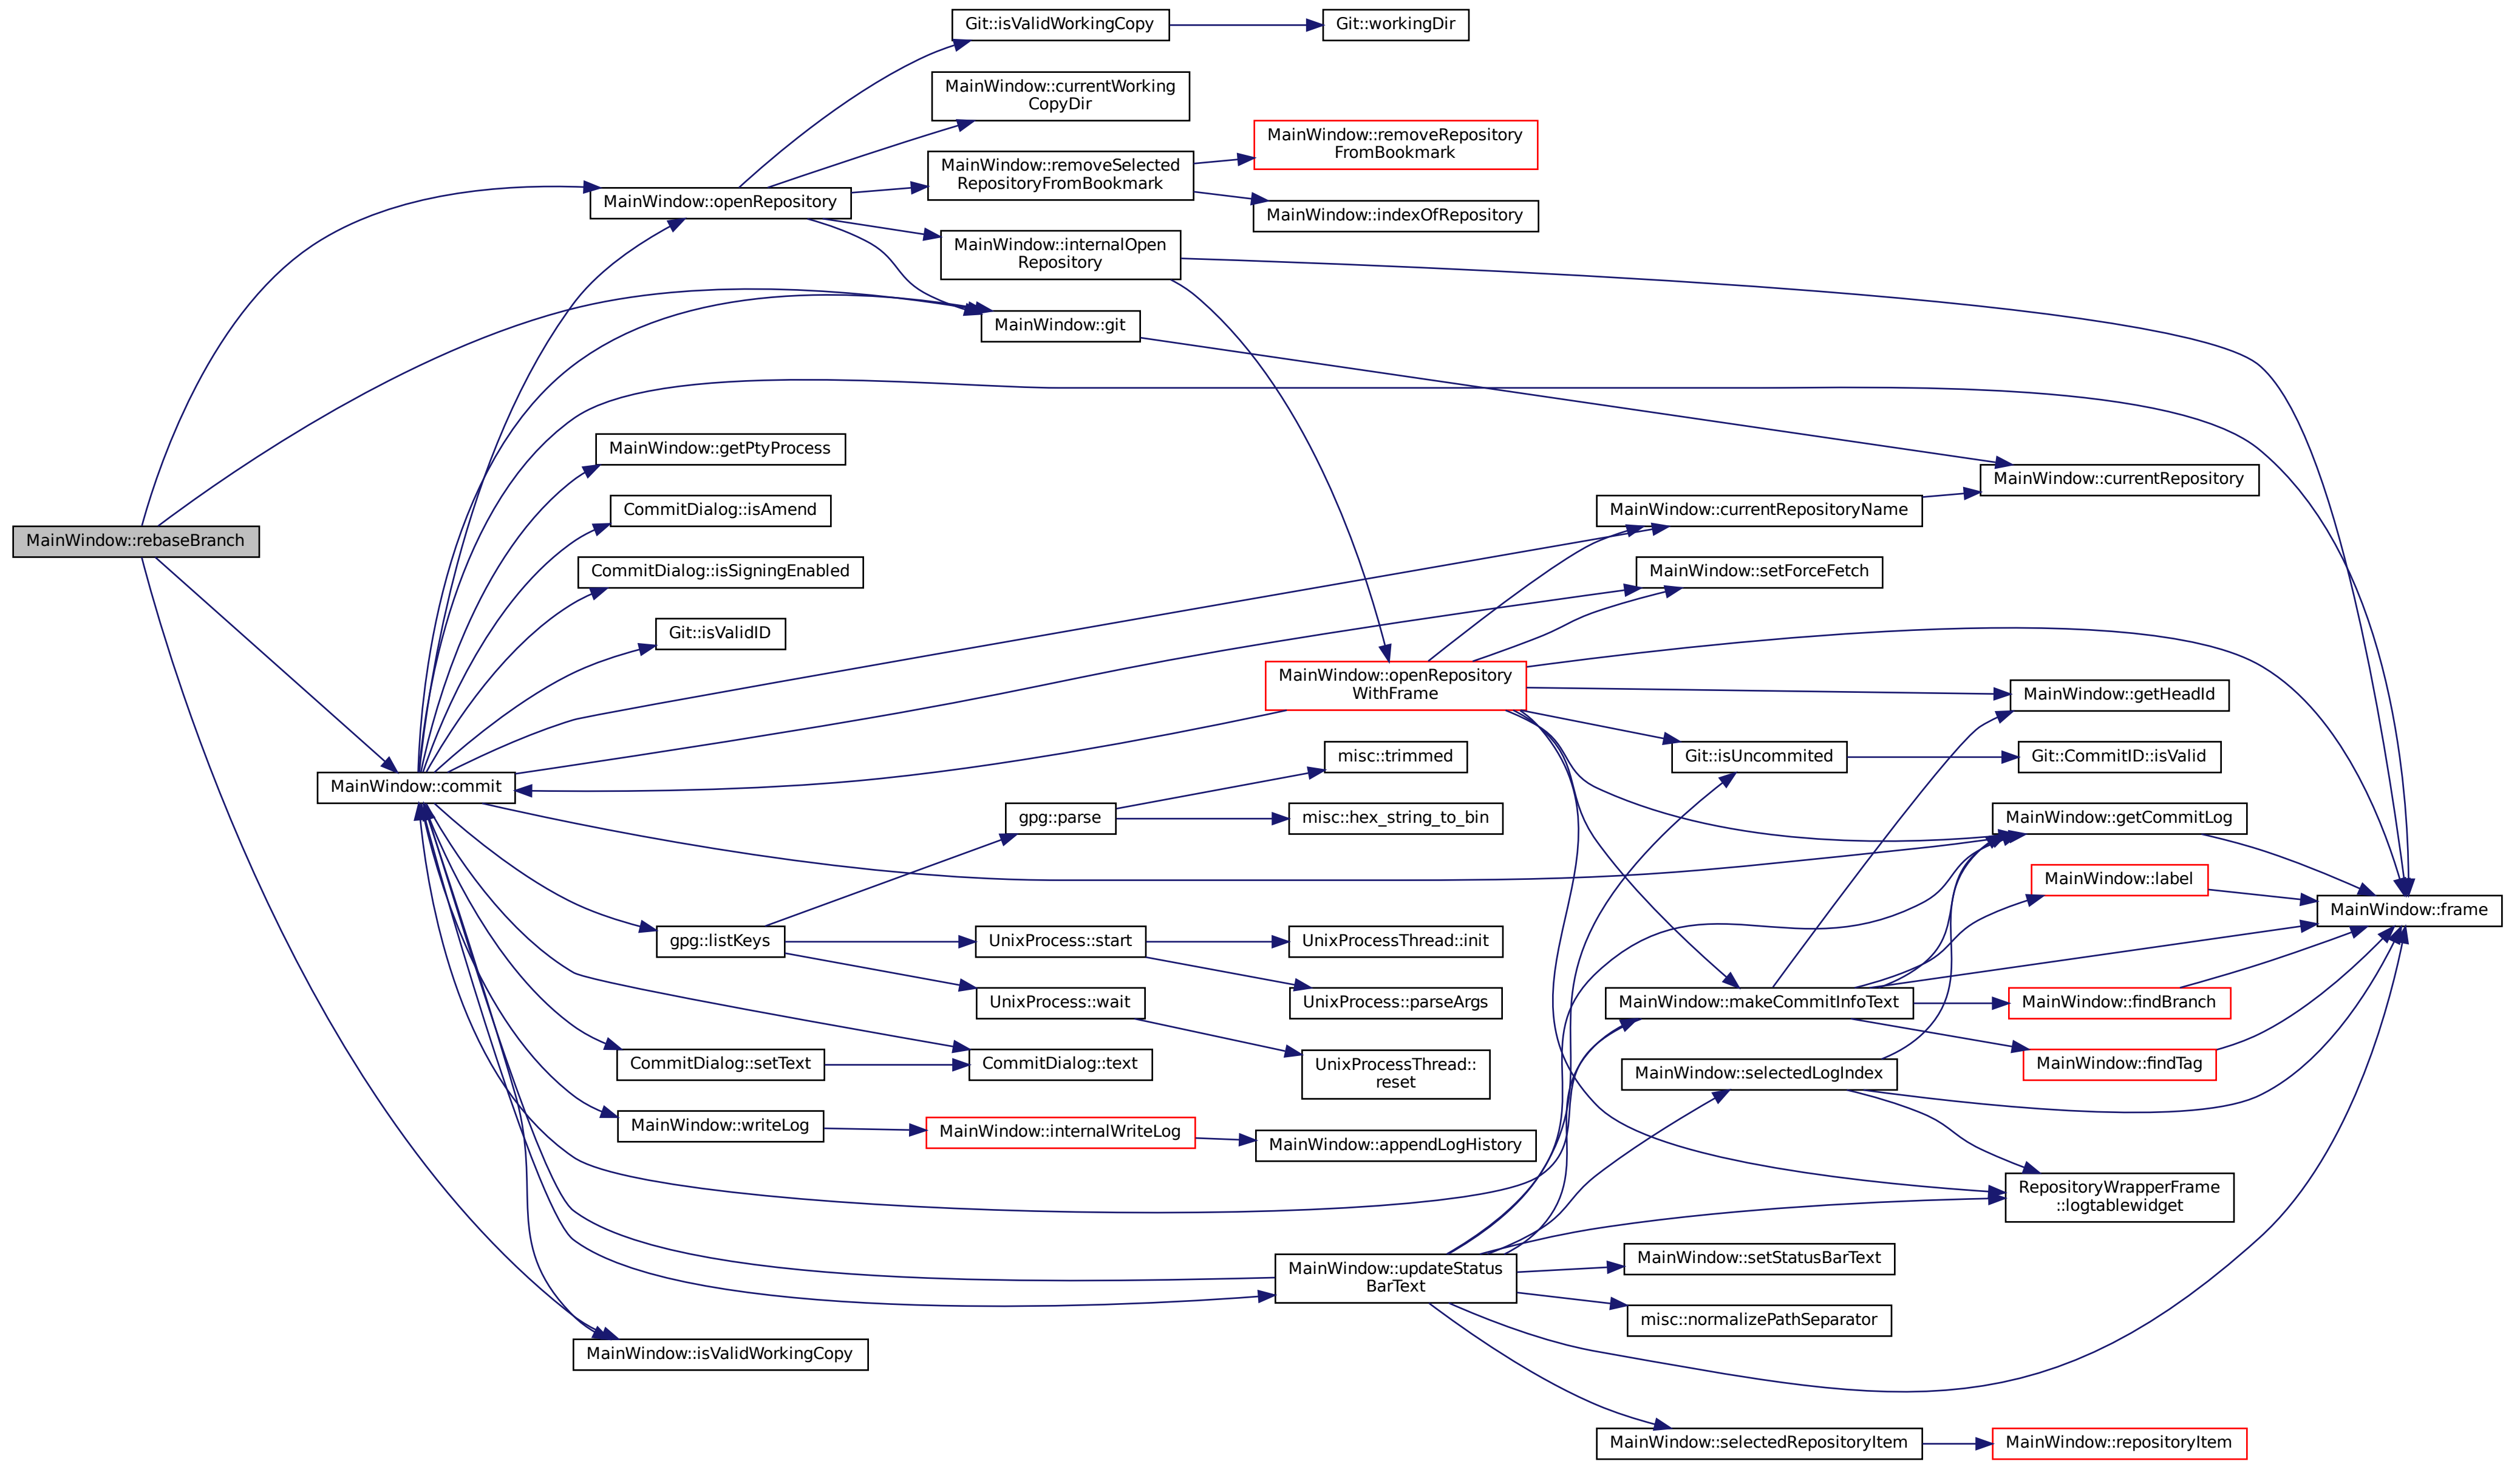 Git::isValidWorkingCopy
Git::workingDir
MainWindow::currentWorking
CopyDir
MainWindow::removeRepository
FromBookmark
MainWindow::removeSelected
RepositoryFromBookmark
MainWindow::openRepository
MainWindow::indexOfRepository
MainWindow::internalOpen
Repository
MainWindow::git
MainWindow::getPtyProcess
MainWindow::currentRepository
CommitDialog::isAmend
MainWindow::currentRepositoryName
MainWindow::rebaseBranch
CommitDialog::isSigningEnabled
MainWindow::setForceFetch
Git::isValidID
MainWindow::openRepository
WithFrame
MainWindow::getHeadId
misc::trimmed
Git::isUncommited
Git::CommitID::isValid
MainWindow::commit
gpg::parse
misc::hex_string_to_bin
MainWindow::getCommitLog
MainWindow::label
MainWindow::frame
gpg::listKeys
UnixProcess::start
UnixProcessThread::init
UnixProcess::wait
UnixProcess::parseArgs
MainWindow::makeCommitInfoText
MainWindow::findBranch
CommitDialog::setText
CommitDialog::text
UnixProcessThread::
reset
MainWindow::selectedLogIndex
MainWindow::findTag
MainWindow::writeLog
MainWindow::internalWriteLog
MainWindow::appendLogHistory
RepositoryWrapperFrame
::logtablewidget
MainWindow::updateStatus
BarText
MainWindow::setStatusBarText
misc::normalizePathSeparator
MainWindow::isValidWorkingCopy
MainWindow::selectedRepositoryItem
MainWindow::repositoryItem